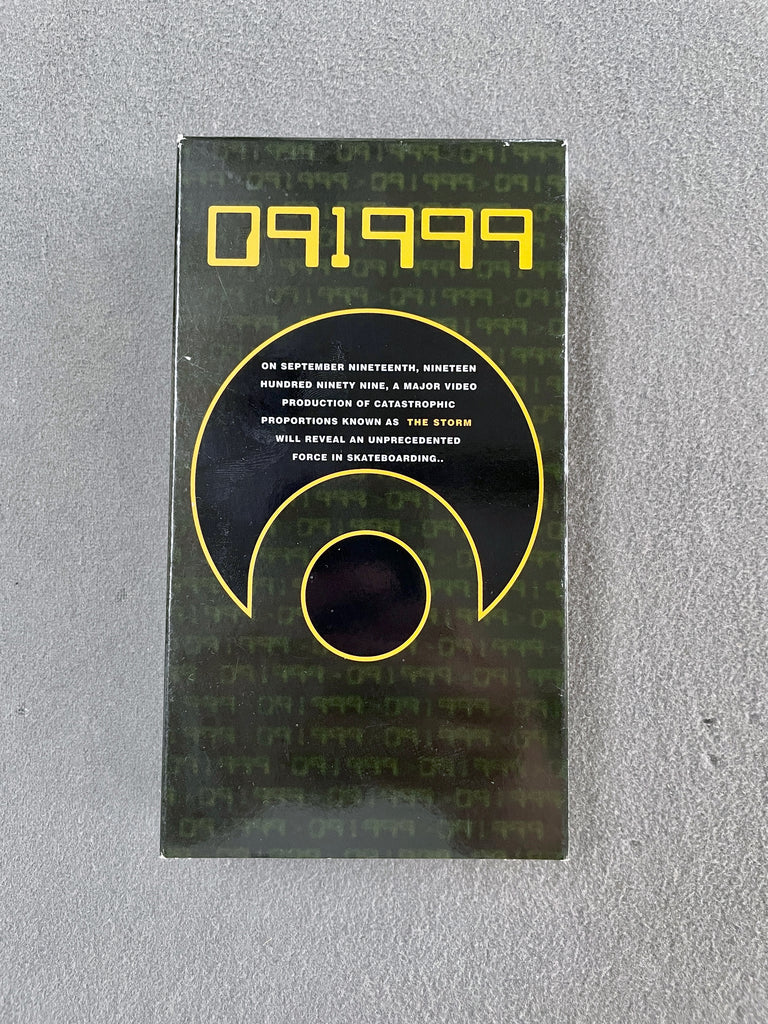 091999
ON SEPTEMBER NINETEENTH, NINETEEN
HUNDRED NINETY NINE, A MAJOR VIDEO
PRODUCTION OF CATASTROPHIC
PROPORTIONS KNOWN AS THE STORM
WILL REVEAL AN UNPRECEDENTED
FORCE IN SKATEBOARDING..